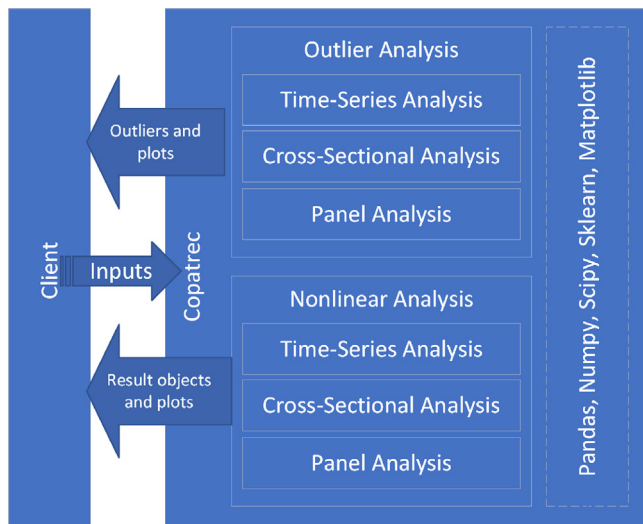 Client
Outliers and
plots
Inputs
Result objects
and plots
Copatrec
Outlier Analysis
Time-Series Analysis
Cross-Sectional Analysis
Panel Analysis
Nonlinear Analysis
Time-Series Analysis
Cross-Sectional Analysis
Panel Analysis
Pandas, Numpy, Scipy, Sklearn, Matplotlib